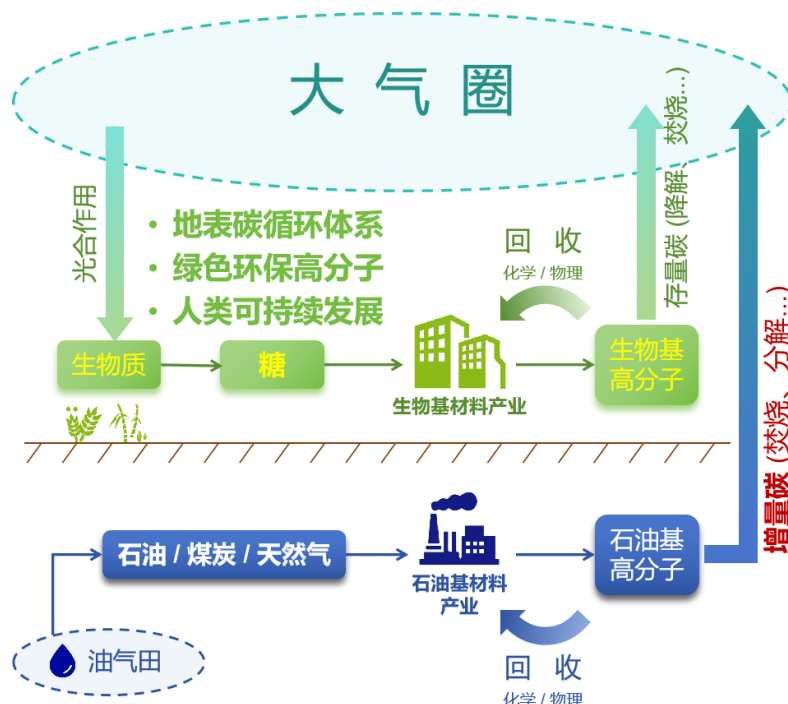 大气圈
光合作用
• 地表碳循环体系
• 绿色环保高分子
• 人类可持续发展
回 收
化学 / 物理
存量碳 (降解、焚烧...)
生物质
糖
生物基材料产业
生物基
高分子
增量碳 (焚烧、分解...)
石油 / 煤炭 / 天然气
石油基材料
产业
石油基
高分子
油气田
回 收
化学 / 物理